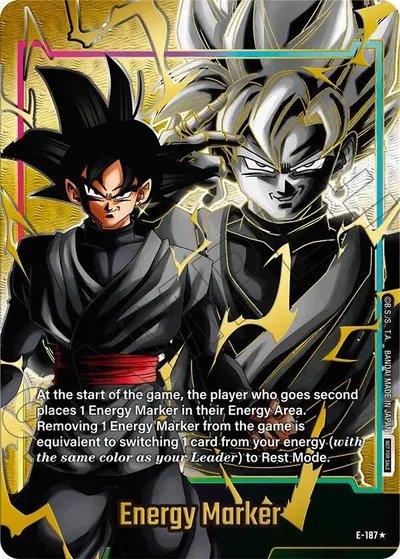 At the start of the game, the player who goes second
places 1 Energy Marker in their Energy Area.
Removing 1 Energy Marker from the game is
equivalent to switching 1 card from your energy (with
the same color as your Leader) to Rest Mode.
©B.S./S., T.A., BANDAI MADE IN JAPAN
NOT FOR SALE
Energy Marker
E-187★